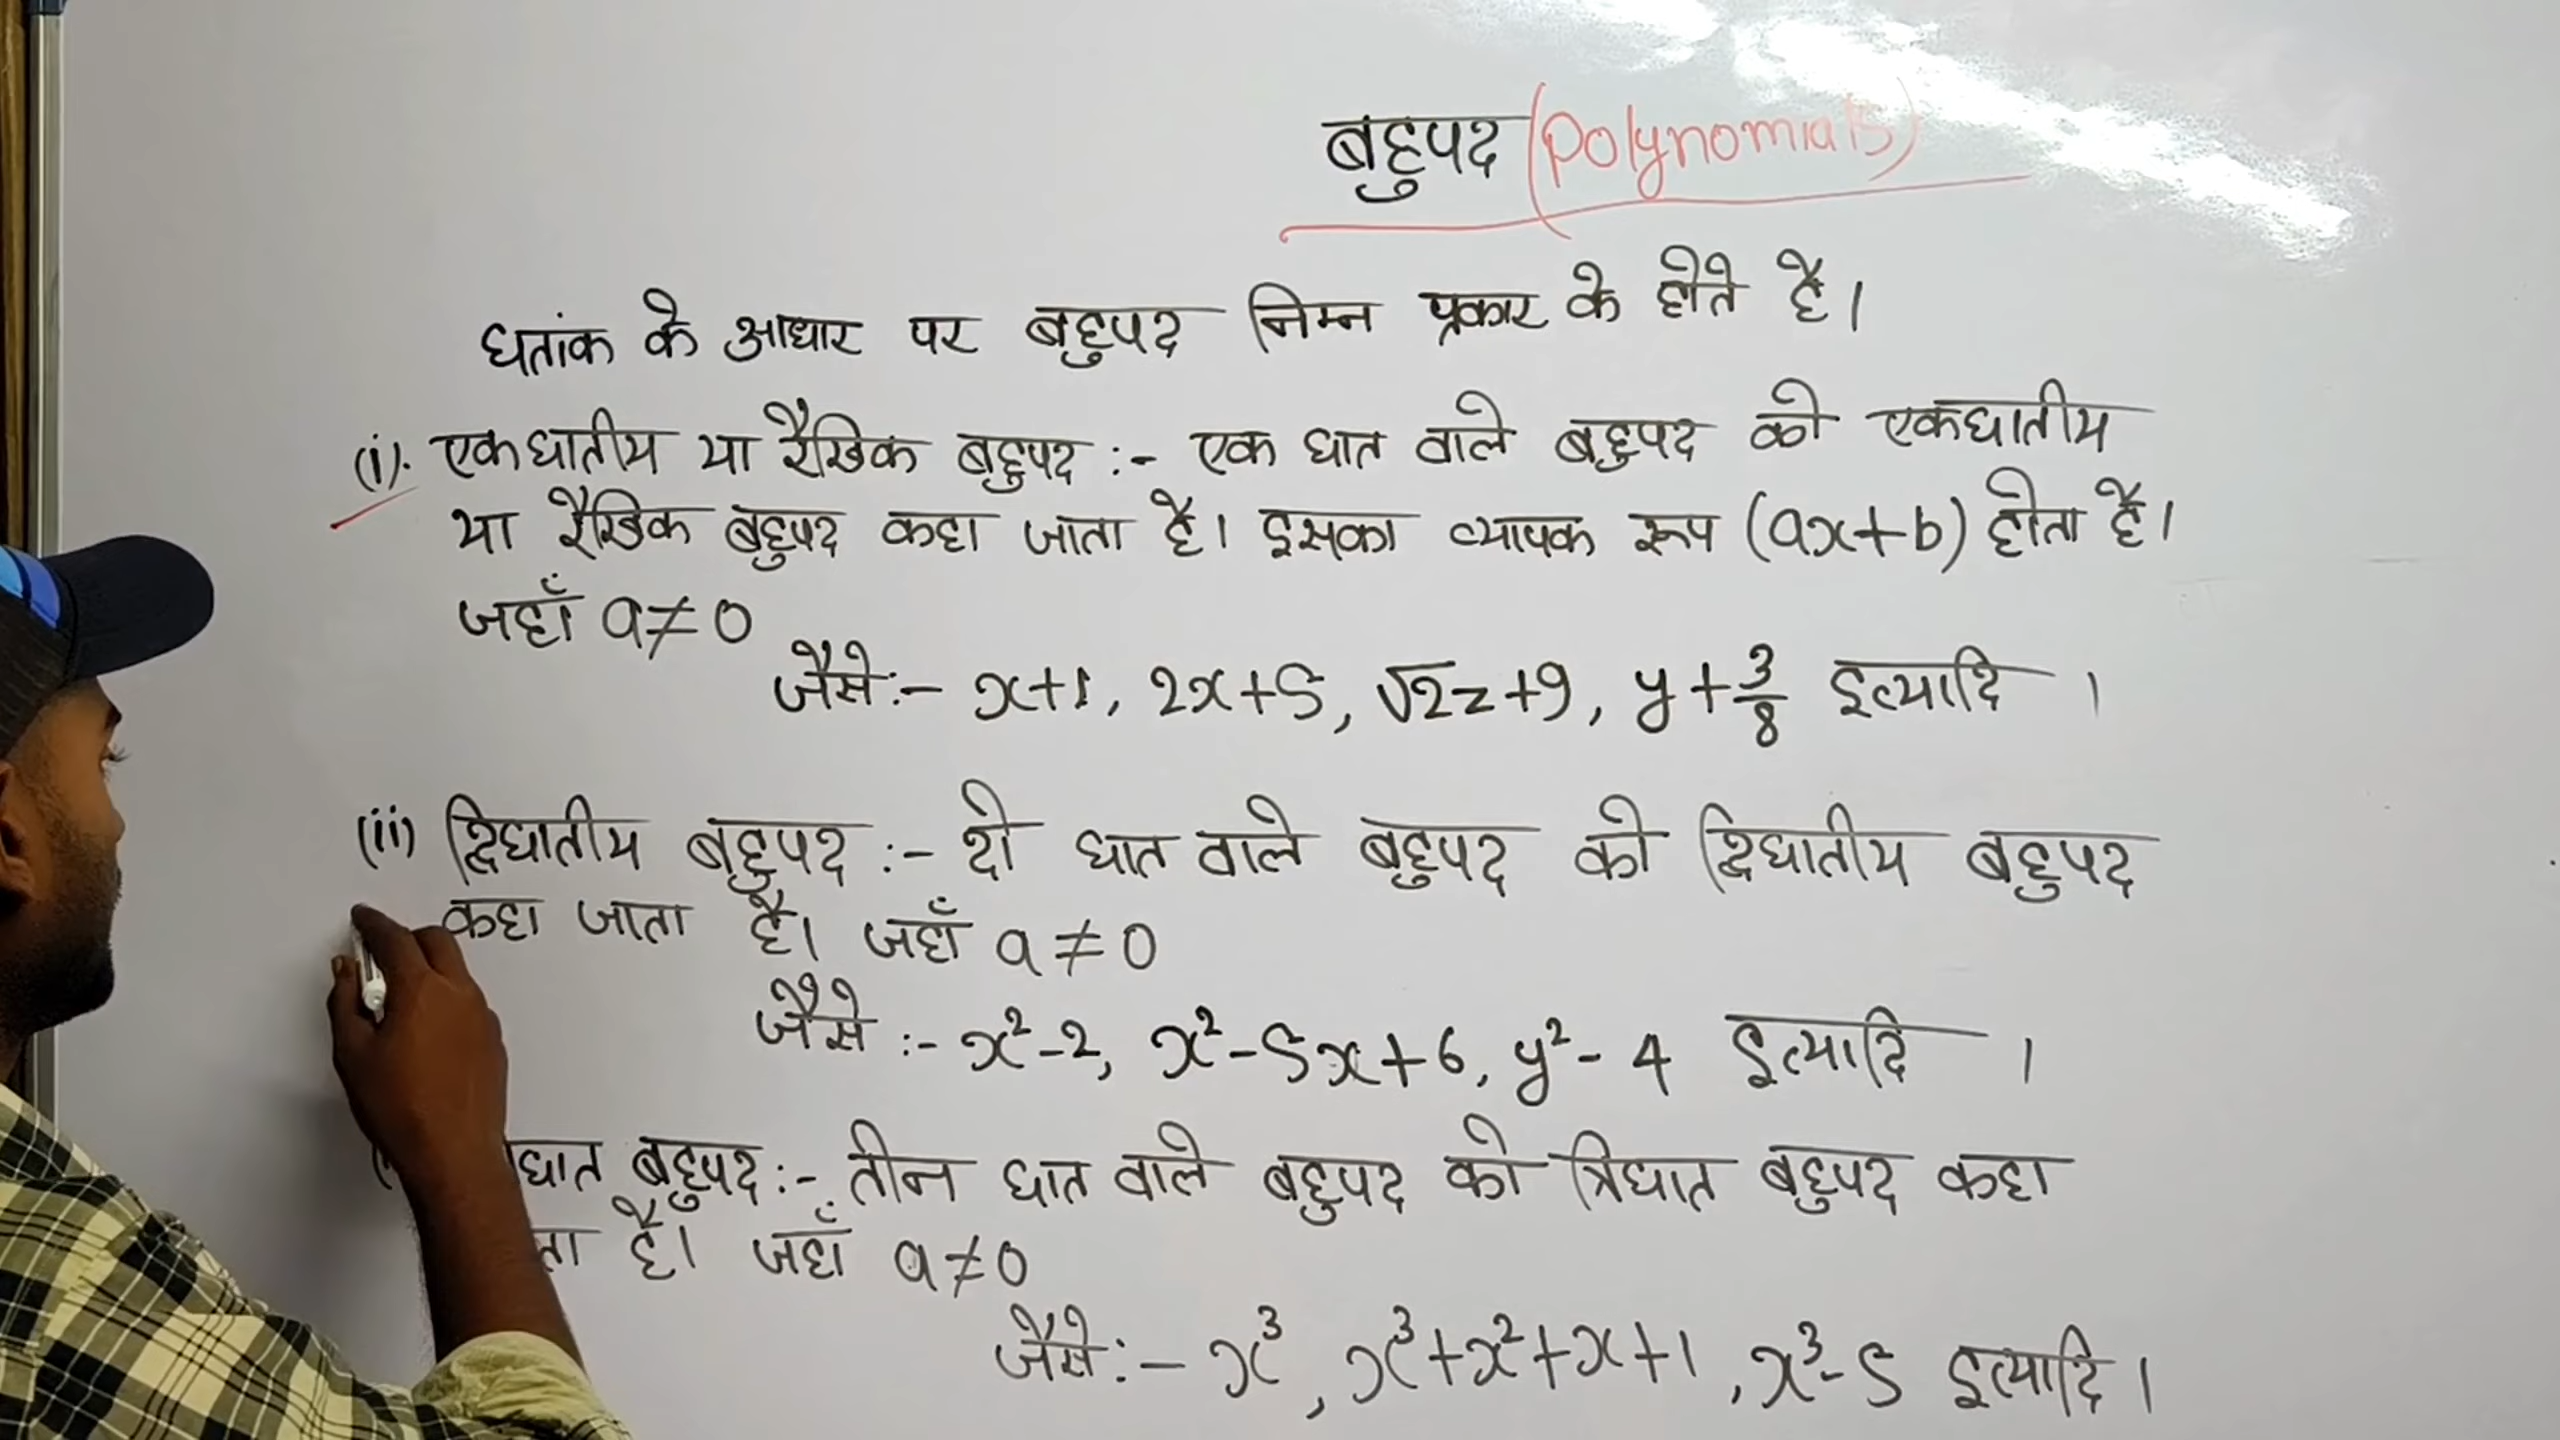 बहुपद (Polynomials)
घतांक के आधार पर बहुपद निम्न प्रकार के होते है।
(i). एकघातीय या रैखिक बहुपद :- एक घात वाले बहुपद को एकघातीय
या रैखिक बहुपद कहा जाता है। इसका व्यापक रूप (ax+b) होता है।
जहाँ a≠0
जैसे:- x+1, 2x+5, √2z+9, y+3/8 इत्यादि ।
(ii) द्विघातीय बहुपद :- दो घात वाले बहुपद को द्विघातीय बहुपद
कहा जाता है। जहाँ a ≠ 0
जैसे :- x²-2, x²-5x+6, y²-4 इत्यादि ।
घात बहुपद:- तीन घात वाले बहुपद को त्रिघात बहुपद कहा
ता है। जहाँ a≠0
जैसे:- x³, x³+x²+x+1, x³-5 इत्यादि।